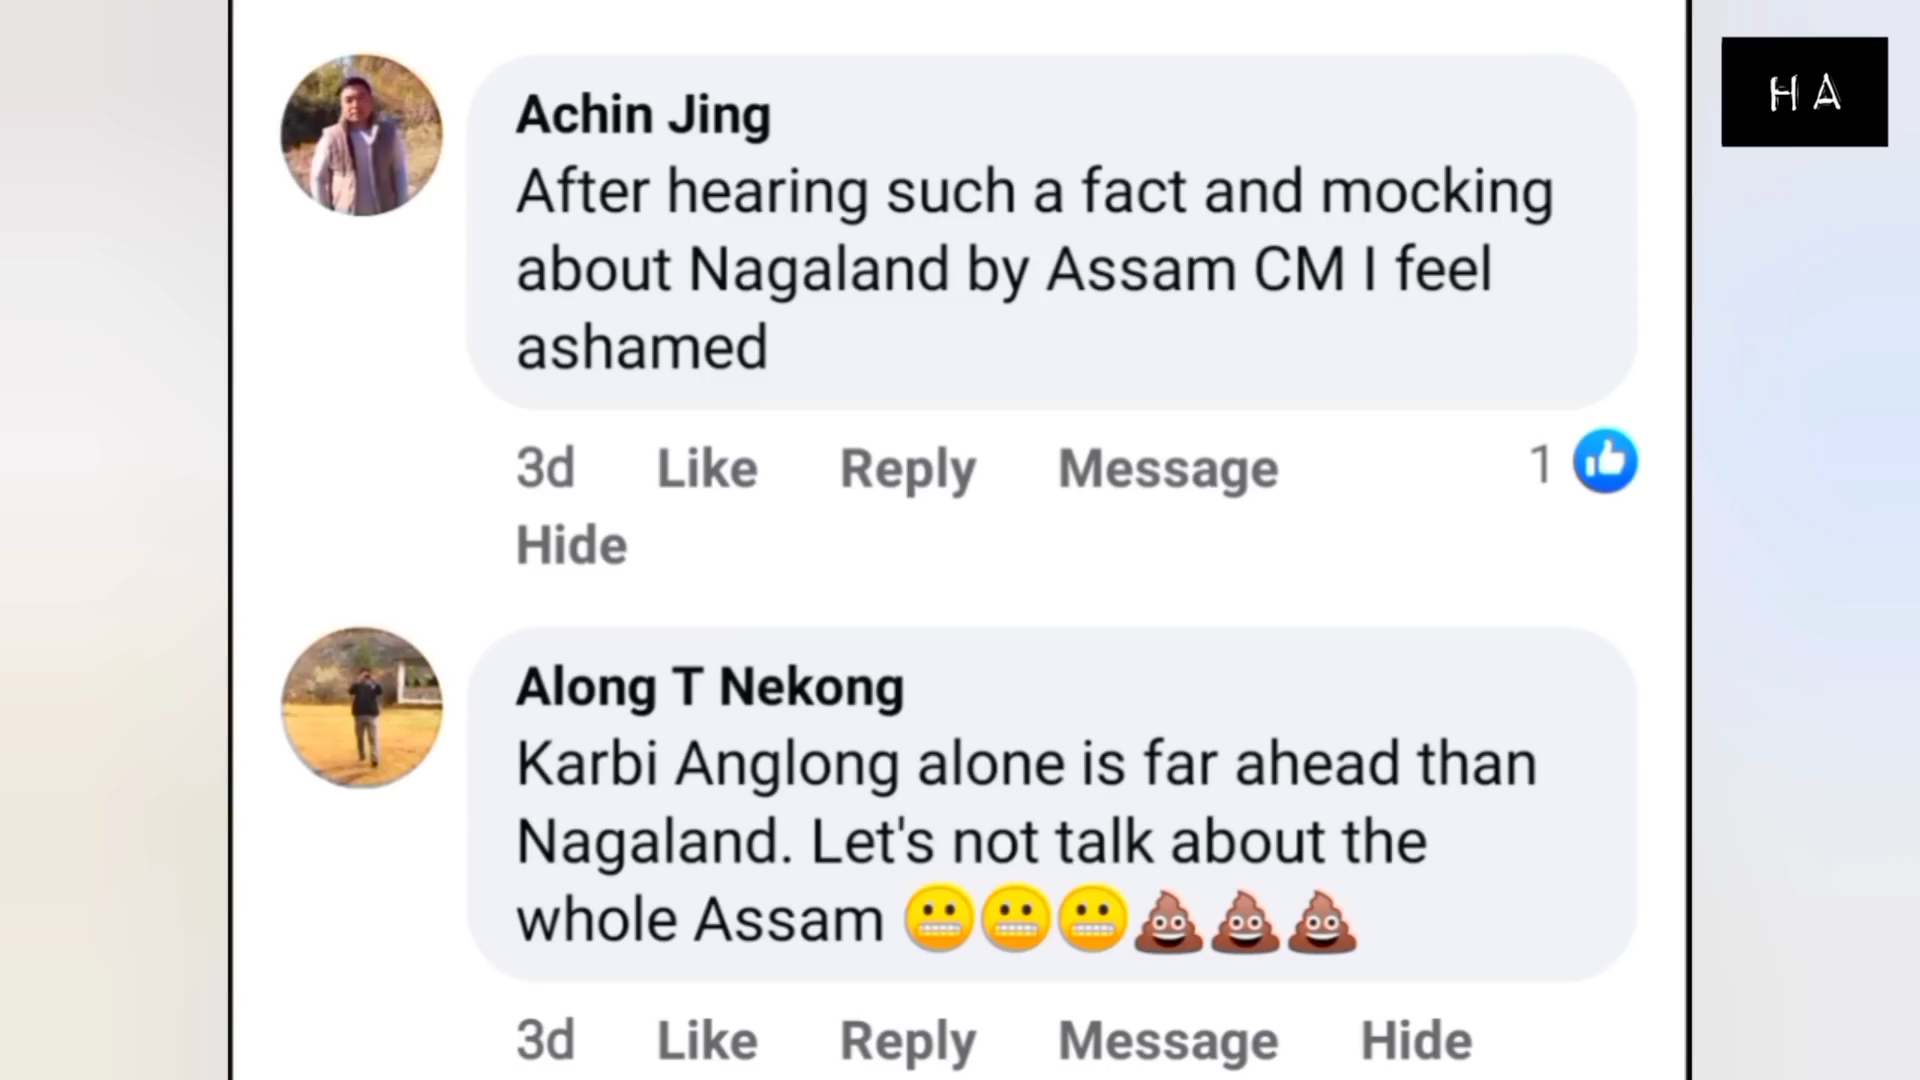 H A
Achin Jing
After hearing such a fact and mocking
about Nagaland by Assam CM I feel
ashamed
3d Like Reply Message 1
Hide
Along T Nekong
Karbi Anglong alone is far ahead than
Nagaland. Let's not talk about the
whole Assam 😬😬😬💩💩💩
3d Like Reply Message Hide